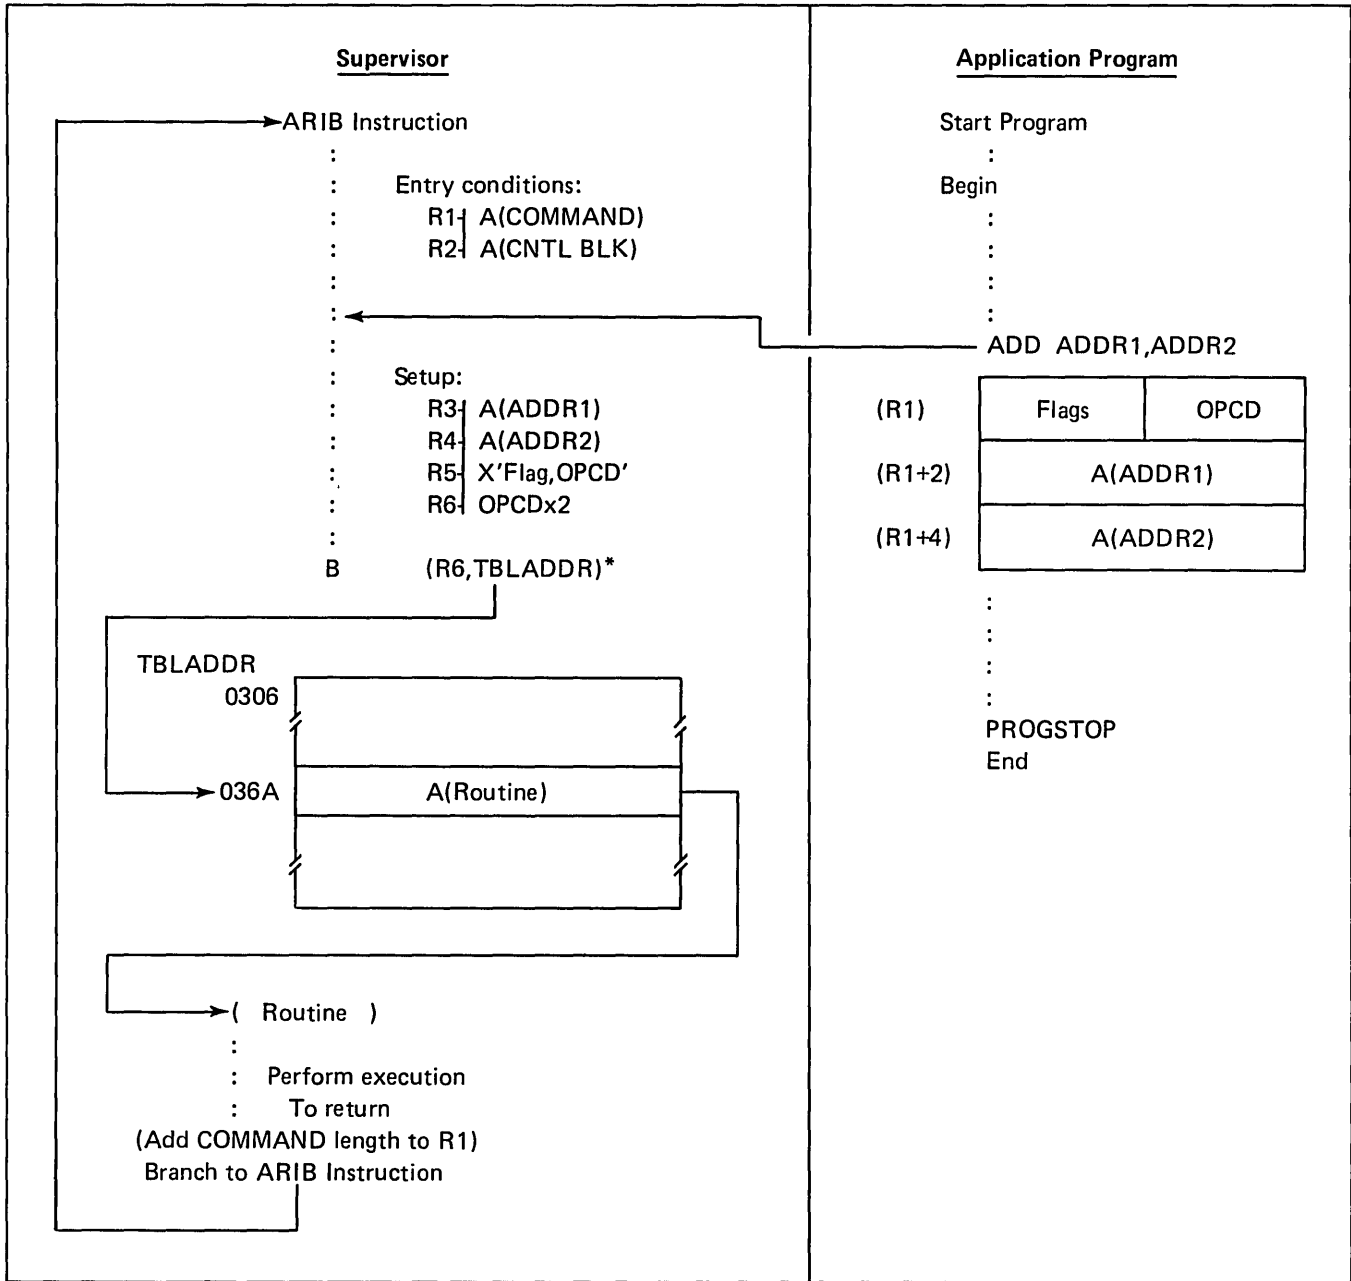 Supervisor
ARIB Instruction
:
:
Entry conditions:
:
R1 A(COMMAND)
:
R2 A(CNTL BLK)
:
:
:
:
Setup:
:
R3 A(ADDR1)
:
R4 A(ADDR2)
:
R5 X'Flag,OPCD'
:
R6 OPCDx2
:
B (R6,TBLADDR)*
TBLADDR
0306
036A
A(Routine)
( Routine )
:
: Perform execution
: To return
(Add COMMAND length to R1)
Branch to ARIB Instruction
Application Program
Start Program
:
Begin
:
:
:
:
ADD ADDR1,ADDR2
(R1) Flags OPCD
(R1+2) A(ADDR1)
(R1+4) A(ADDR2)
:
:
:
:
PROGSTOP
End